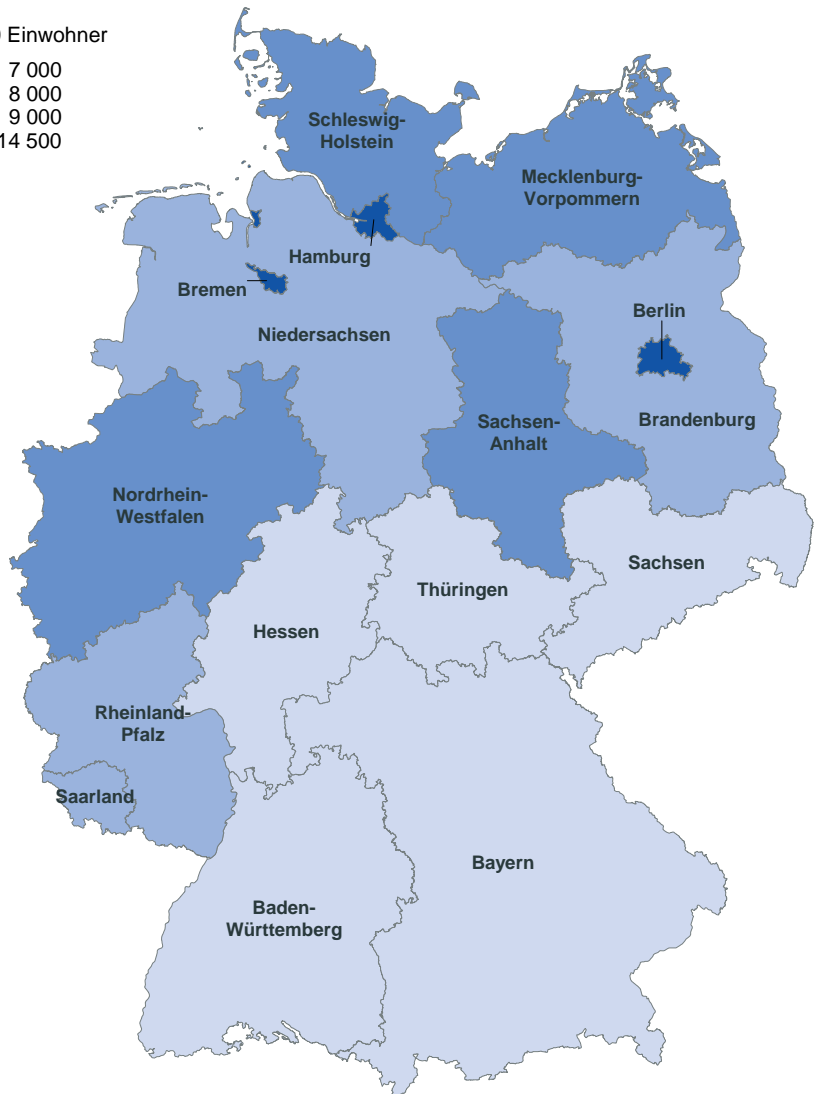 Einwohner
7 000
8 000
9 000
14 500
Schleswig-
Holstein
Mecklenburg-
Vorpommern
Hamburg
Bremen
Niedersachsen
Berlin
Brandenburg
Sachsen-
Anhalt
Nordrhein-
Westfalen
Sachsen
Thüringen
Hessen
Rheinland-
Pfalz
Saarland
Bayern
Baden-
Württemberg